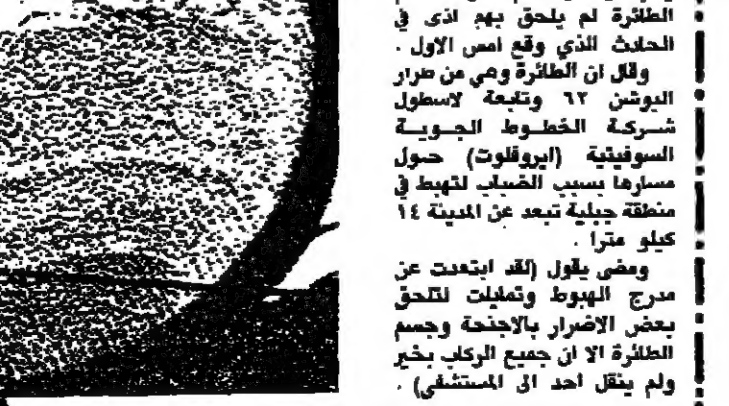 الطائرة لم يلحق بهم اذى في
الحادث الذي وقع امس الاول .
وقال ان الطائرة وهي من طراز
اليوشن ٦٢ وتابعة لاسطول
شركة الخطوط الجوية
السوفيتية (ايروفلوت) حول
مسارها بسبب الضباب لتهبط في
منطقة جبلية تبعد عن المدينة ١٤
كيلو مترا .
ومضى يقول (لقد ابتعدت عن
مدرج الهبوط وتمايلت لتلحق
بعض الاضرار بالاجنحة وجسم
الطائرة الا ان جميع الركاب بخير
ولم ينقل احد الى المستشفى) .